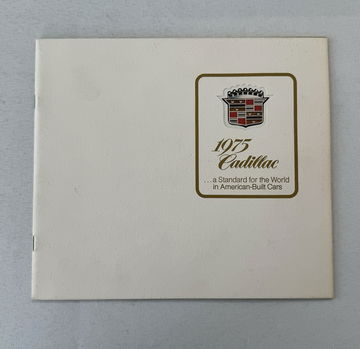 1975
Cadillac
...a Standard for the World
in American-Built Cars